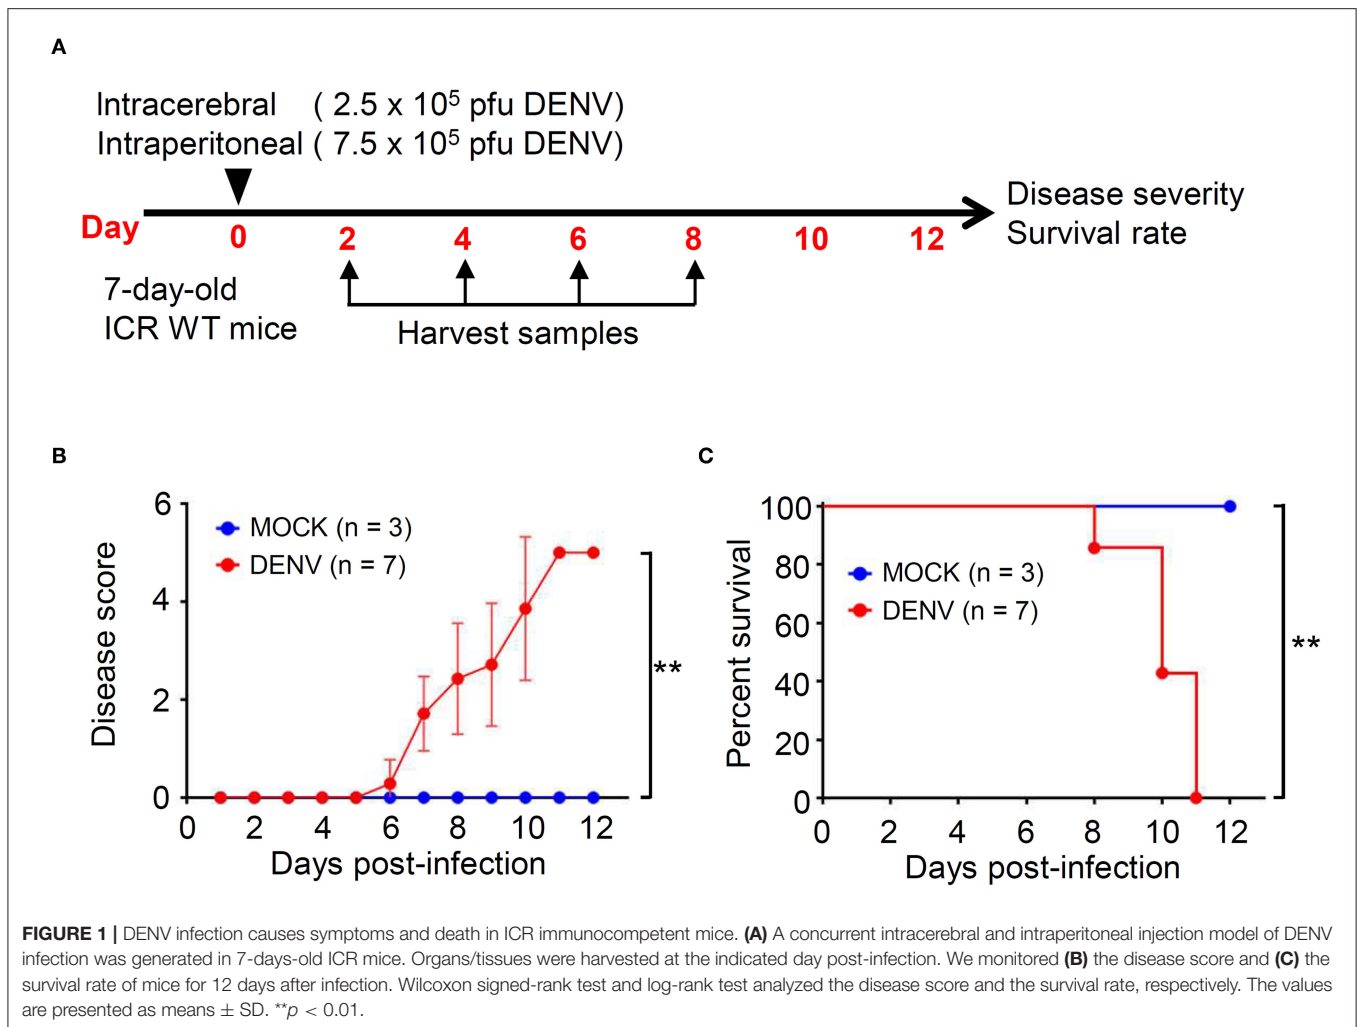 A
Intracerebral ( 2.5 x 10⁵ pfu DENV)
Intraperitoneal ( 7.5 x 10⁵ pfu DENV)
Disease severity
Survival rate
Day 0 2 4 6 8 10 12
7-day-old
ICR WT mice
Harvest samples
B
6
4
2
0
Disease score
MOCK (n = 3)
DENV (n = 7)
**
0 2 4 6 8 10 12
Days post-infection
C
100
80
60
40
20
0
Percent survival
MOCK (n = 3)
DENV (n = 7)
**
0 2 4 6 8 10 12
Days post-infection
FIGURE 1 | DENV infection causes symptoms and death in ICR immunocompetent mice. (A) A concurrent intracerebral and intraperitoneal injection model of DENV
infection was generated in 7-days-old ICR mice. Organs/tissues were harvested at the indicated day post-infection. We monitored (B) the disease score and (C) the
survival rate of mice for 12 days after infection. Wilcoxon signed-rank test and log-rank test analyzed the disease score and the survival rate, respectively. The values
are presented as means ± SD. **p < 0.01.